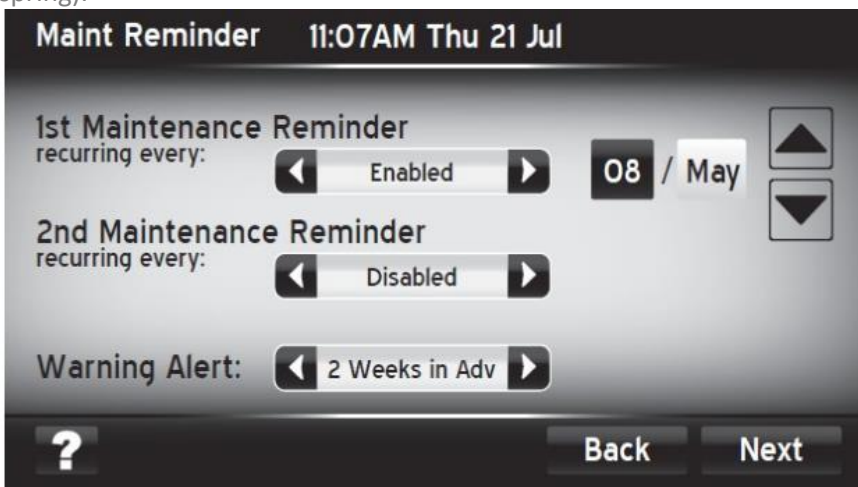 spring).
Maint Reminder 11:07AM Thu 21 Jul
1st Maintenance Reminder
recurring every:
Enabled
08 / May
2nd Maintenance Reminder
recurring every:
Disabled
Warning Alert:
2 Weeks in Adv
?
Back
Next